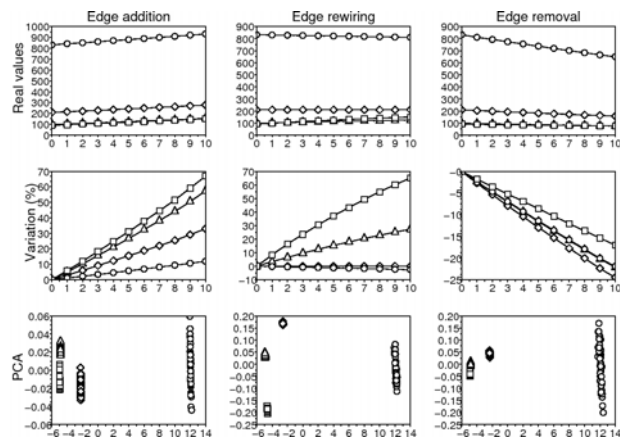 Edge addition Edge rewiring Edge removal
Real values
1000 900 800 700 600 500 400 300 200 100 0
900 800 700 600 500 400 300 200 100 0
900 800 700 600 500 400 300 200 100 0
0 1 2 3 4 5 6 7 8 9 10
0 1 2 3 4 5 6 7 8 9 10
0 1 2 3 4 5 6 7 8 9 10
Variation (%)
70 60 50 40 30 20 10 0
70 60 50 40 30 20 10 0 −10
−0 −5 −10 −15 −20 −25
0 1 2 3 4 5 6 7 8 9 10
0 1 2 3 4 5 6 7 8 9 10
0 1 2 3 4 5 6 7 8 9 10
PCA
0.06 0.04 0.02 0.00 −0.02 −0.04 −0.06
0.20 0.15 0.10 0.05 0.00 −0.05 −0.10 −0.15 −0.20 −0.25
0.20 0.15 0.10 0.05 0.00 −0.05 −0.10 −0.15 −0.20 −0.25
−6 −4 −2 0 2 4 6 8 10 12 14
−6 −4 −2 0 2 4 6 8 10 12 14
−6 −4 −2 0 2 4 6 8 10 12 14